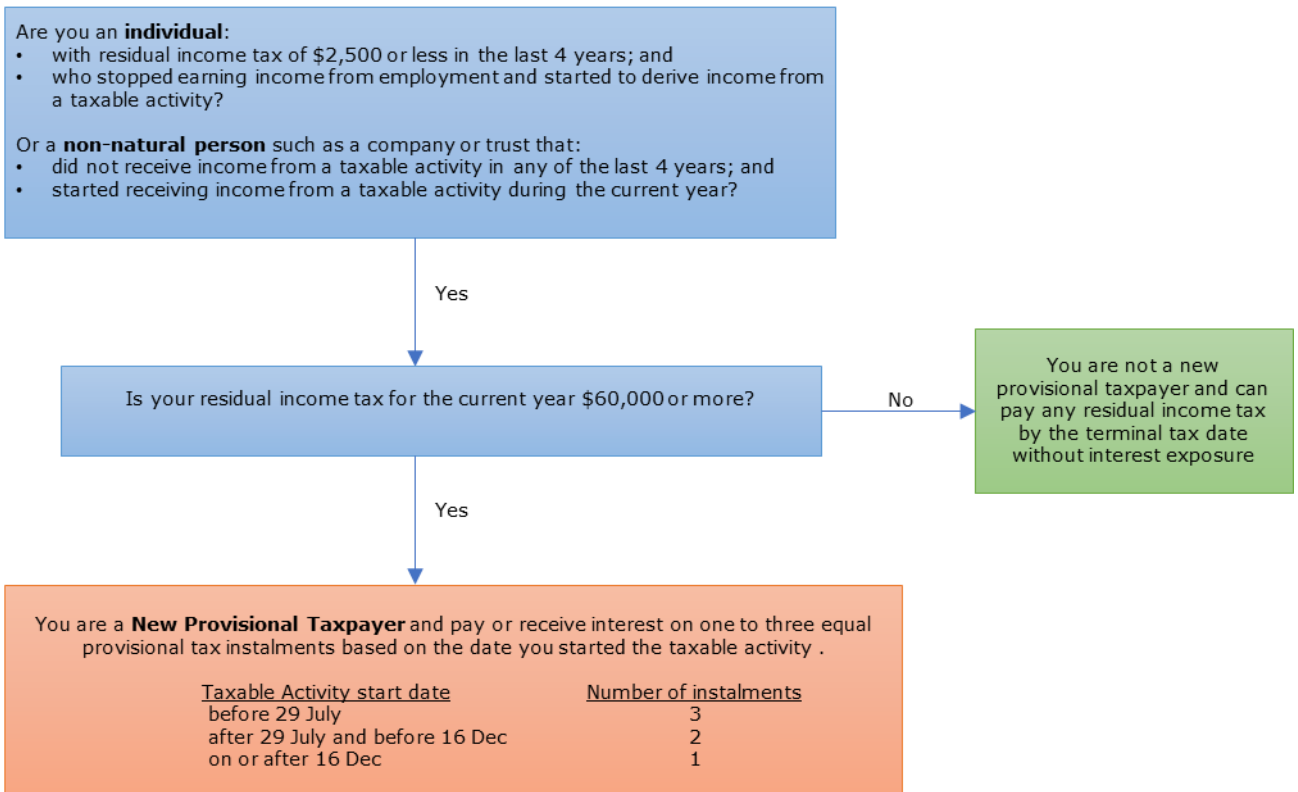 Are you an individual:
• with residual income tax of $2,500 or less in the last 4 years; and
• who stopped earning income from employment and started to derive income from
a taxable activity?
Or a non-natural person such as a company or trust that:
• did not receive income from a taxable activity in any of the last 4 years; and
• started receiving income from a taxable activity during the current year?
Yes
Is your residual income tax for the current year $60,000 or more?
No
You are not a new
provisional taxpayer and can
pay any residual income tax
by the terminal tax date
without interest exposure
Yes
You are a New Provisional Taxpayer and pay or receive interest on one to three equal
provisional tax instalments based on the date you started the taxable activity .
Taxable Activity start date Number of instalments
before 29 July 3
after 29 July and before 16 Dec 2
on or after 16 Dec 1